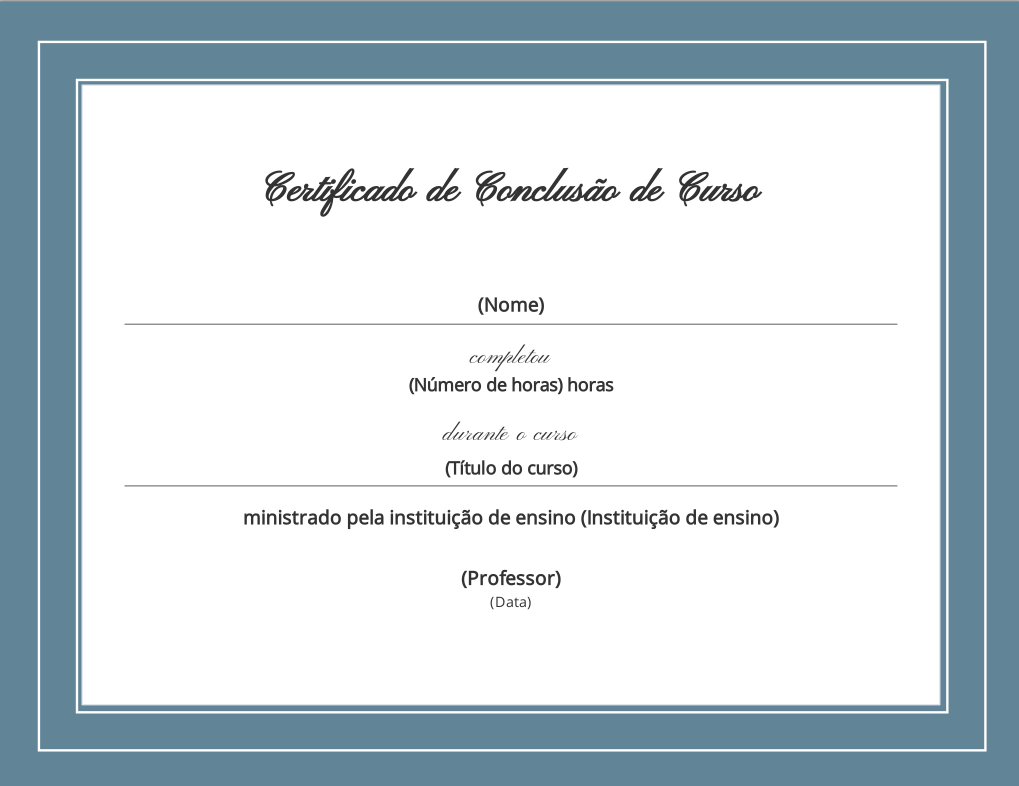 Certificado de Conclusão de Curso
(Nome)
completou
(Número de horas) horas
durante o curso
(Título do curso)
ministrado pela instituição de ensino (Instituição de ensino)
(Professor)
(Data)